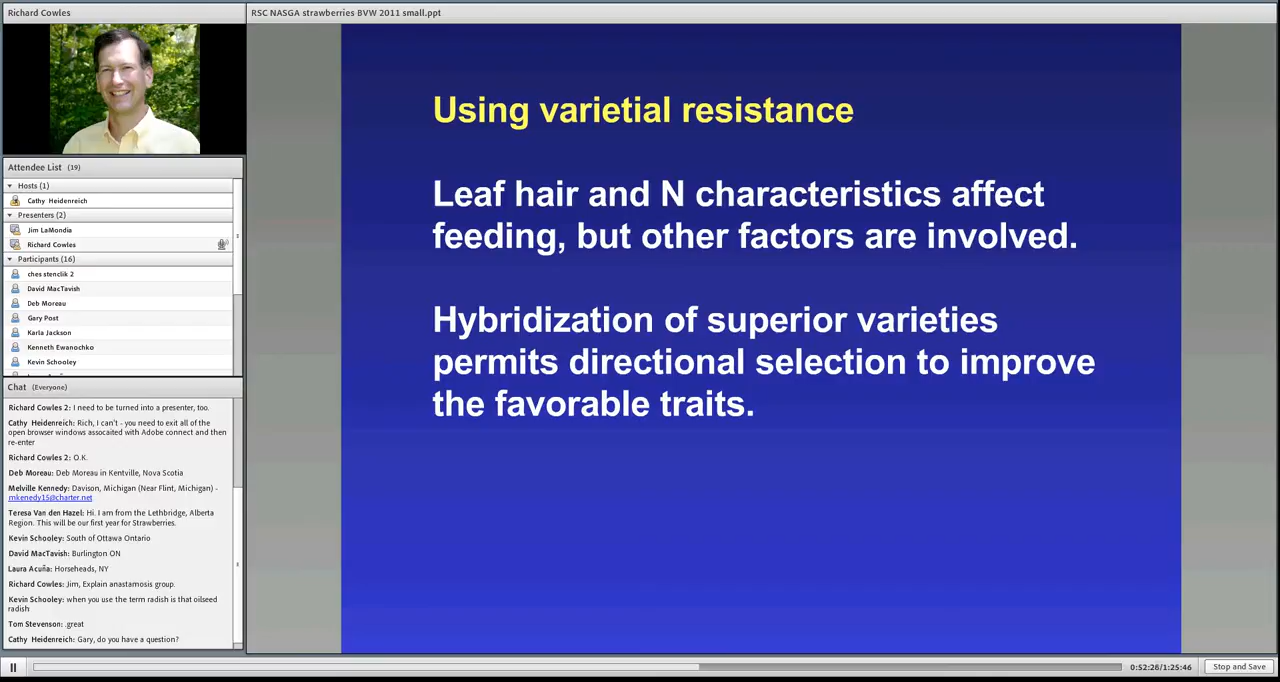 Richard Cowles
RSC NASGA strawberries BVW 2011 small.ppt
Attendee List (19)
Hosts (1)
Cathy Heidenreich
Presenters (2)
Jim LaMondia
Richard Cowles
Participants (16)
ches stenclik 2
David MacTavish
Deb Moreau
Gary Post
Karla Jackson
Kenneth Ewanochko
Kevin Schooley
Chat (Everyone)
Richard Cowles 2: I need to be turned into a presenter, too.
Cathy Heidenreich: Rich, I can't - you need to exit all of the
open browser windows assocaited with Adobe connect and then
re-enter
Richard Cowles 2: O.K.
Deb Moreau: Deb Moreau in Kentville, Nova Scotia
Melville Kennedy: Davison, Michigan (Near Flint, Michigan) -
mkenedy15@charter.net
Teresa Van den Hazel: Hi. I am from the Lethbridge, Alberta
Region. This will be our first year for Strawberries.
Kevin Schooley: South of Ottawa Ontario
David MacTavish: Burlington ON
Laura Acuña: Horseheads, NY
Richard Cowles: Jim, Explain anastamosis group.
Kevin Schooley: when you use the term radish is that oilseed
radish
Tom Stevenson: .great
Cathy Heidenreich: Gary, do you have a question?
Using varietial resistance
Leaf hair and N characteristics affect
feeding, but other factors are involved.
Hybridization of superior varieties
permits directional selection to improve
the favorable traits.
0:52:26/1:25:46
Stop and Save